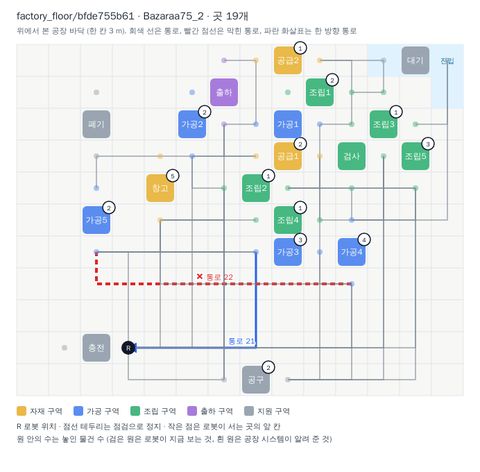 factory_floor/bfde755b61 · Bazaraa75_2 · 곳 19개
위에서 본 공장 바닥 (한 칸 3 m). 회색 선은 통로, 빨간 점선은 막힌 통로, 파란 화살표는 한 방향 통로
1
공급2
대기
진입
2
출하
조립1
폐기
2
가공2
가공1
1
조립3
2
공급1
검사
3
조립5
5
창고
1
조립2
2
가공5
1
조립4
3
가공3
4
가공4
✖ 통로 22
통로 21
충전
R
2
공구
자재 구역
가공 구역
조립 구역
출하 구역
지원 구역
R 로봇 위치 · 점선 테두리는 점검으로 정지 · 작은 점은 로봇이 서는 곳의 앞 칸
원 안의 수는 놓인 물건 수 (검은 원은 로봇이 지금 보는 것, 흰 원은 공장 시스템이 알려 준 것)